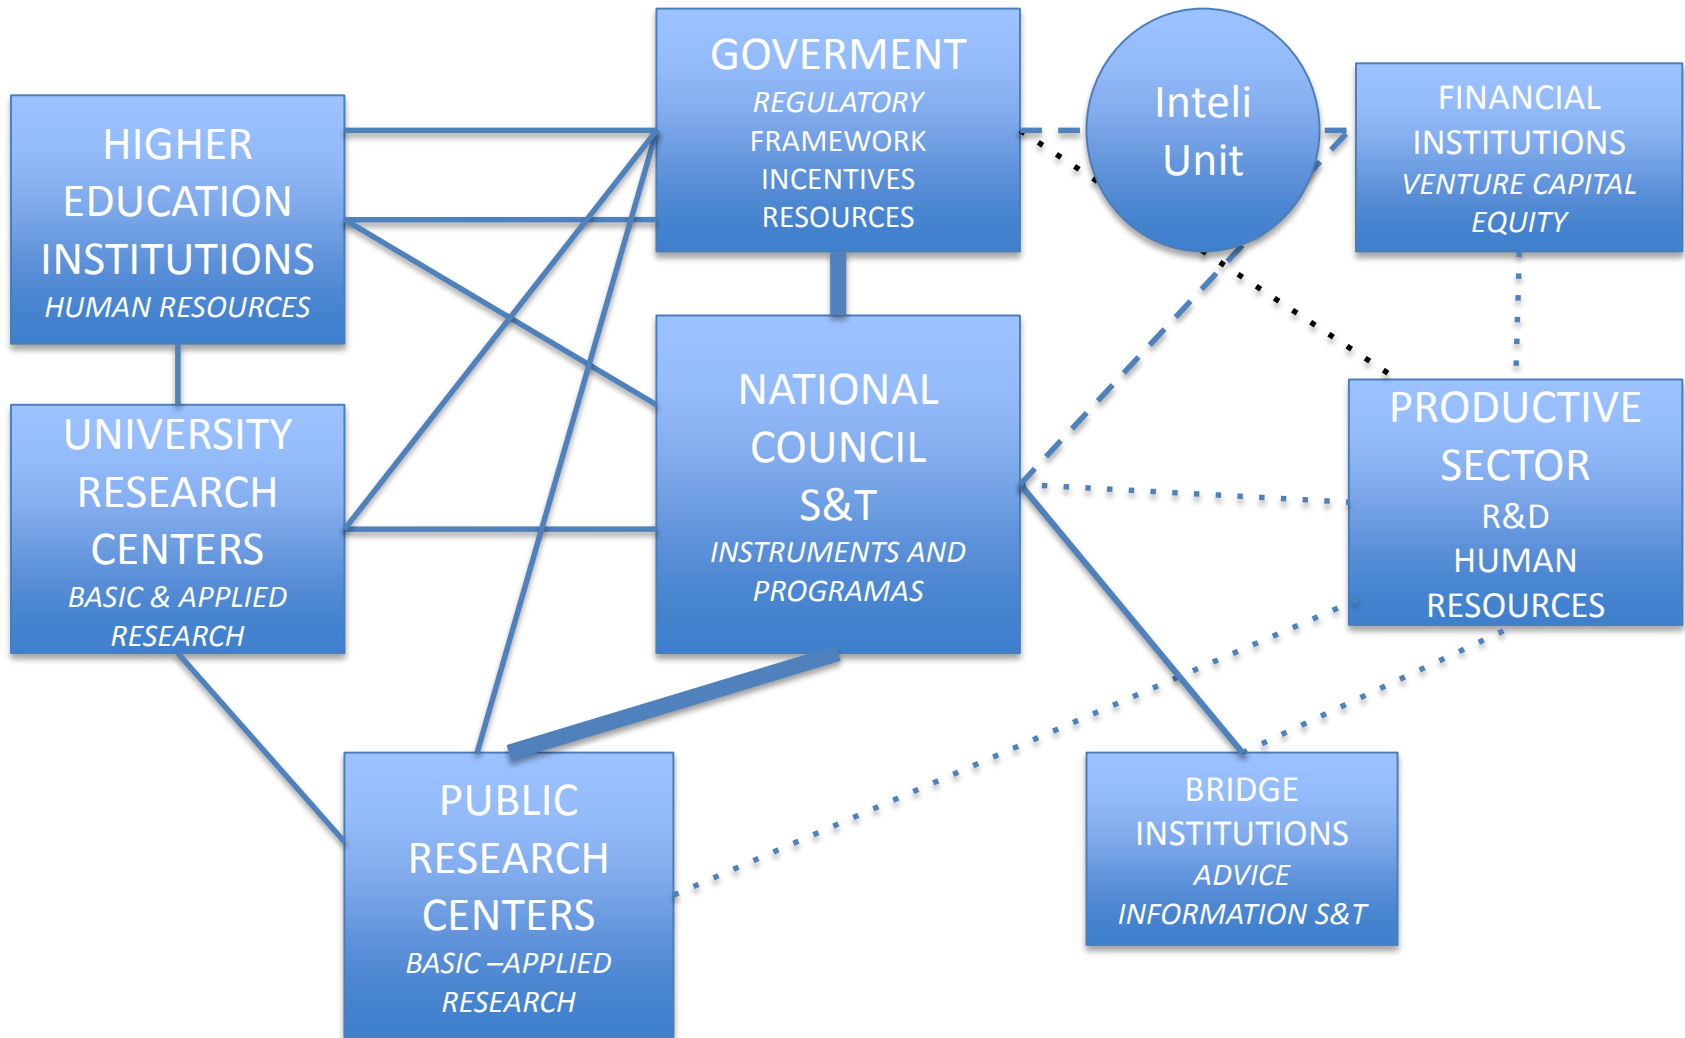 GOVERMENT
REGULATORY
FRAMEWORK
INCENTIVES
RESOURCES
Inteli
Unit
FINANCIAL
INSTITUTIONS
VENTURE CAPITAL
EQUITY
HIGHER
EDUCATION
INSTITUTIONS
HUMAN RESOURCES
NATIONAL
COUNCIL
S&T
INSTRUMENTS AND
PROGRAMAS
PRODUCTIVE
SECTOR
R&D
HUMAN
RESOURCES
UNIVERSITY
RESEARCH
CENTERS
BASIC & APPLIED
RESEARCH
PUBLIC
RESEARCH
CENTERS
BASIC –APPLIED
RESEARCH
BRIDGE
INSTITUTIONS
ADVICE
INFORMATION S&T